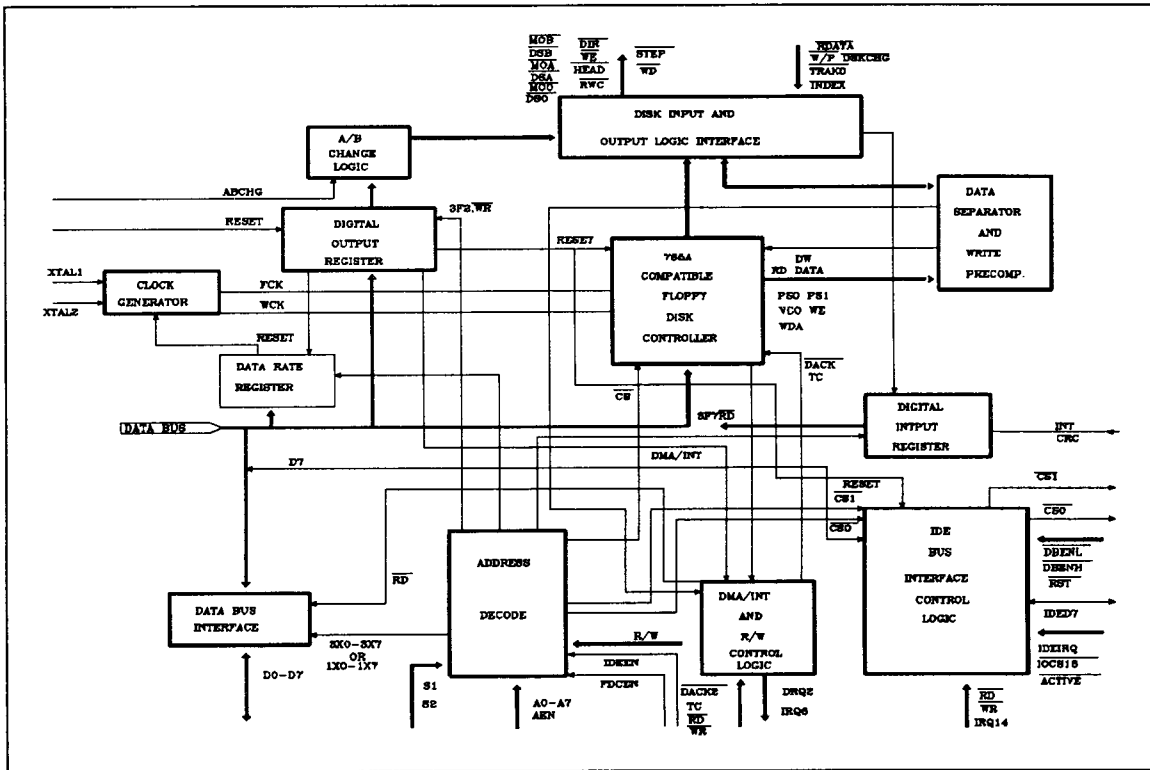 MOB DIR STEP RDATA
DSB WE WD W/P DSKCHG
MOA HEAD TRAK0
DSA RWC INDEX
MOO
DS0
DISK INPUT AND
OUTPUT LOGIC INTERFACE
A/B
CHANGE
LOGIC
ABCHG
3F2,WR
DATA
SEPARATOR
AND
WRITE
PRECOMP.
RESET
DIGITAL
OUTPUT
REGISTER
RESET
765A
COMPATIBLE
FLOPPY
DISK
CONTROLLER
DW
RD DATA
PS0 PS1
VCO WE
WDA
XTAL1
XTAL2
CLOCK
GENERATOR
FCK
WCK
RESET
DATA RATE
REGISTER
DACK
TC
CS
DATA BUS
3F7RD
DIGITAL
INTPUT
REGISTER
INT
CRC
D7
DMA/INT
RESET
CS1
CS0
CS1
CS0
IDE
BUS
INTERFACE
CONTROL
LOGIC
DBENL
DBENH
RST
IDED7
IDEIRQ
IOCS16
ACTIVE
ADDRESS
DECODE
RD
DATA BUS
INTERFACE
3X0-3X7
OR
1X0-1X7
D0-D7
DMA/INT
AND
R/W
CONTROL
LOGIC
R/W
IDEEN
FDCEN
S1
S2
A0-A7
AEN
DACK2
TC
RD
WR
DRQ2
IRQ6
RD
WR
IRQ14